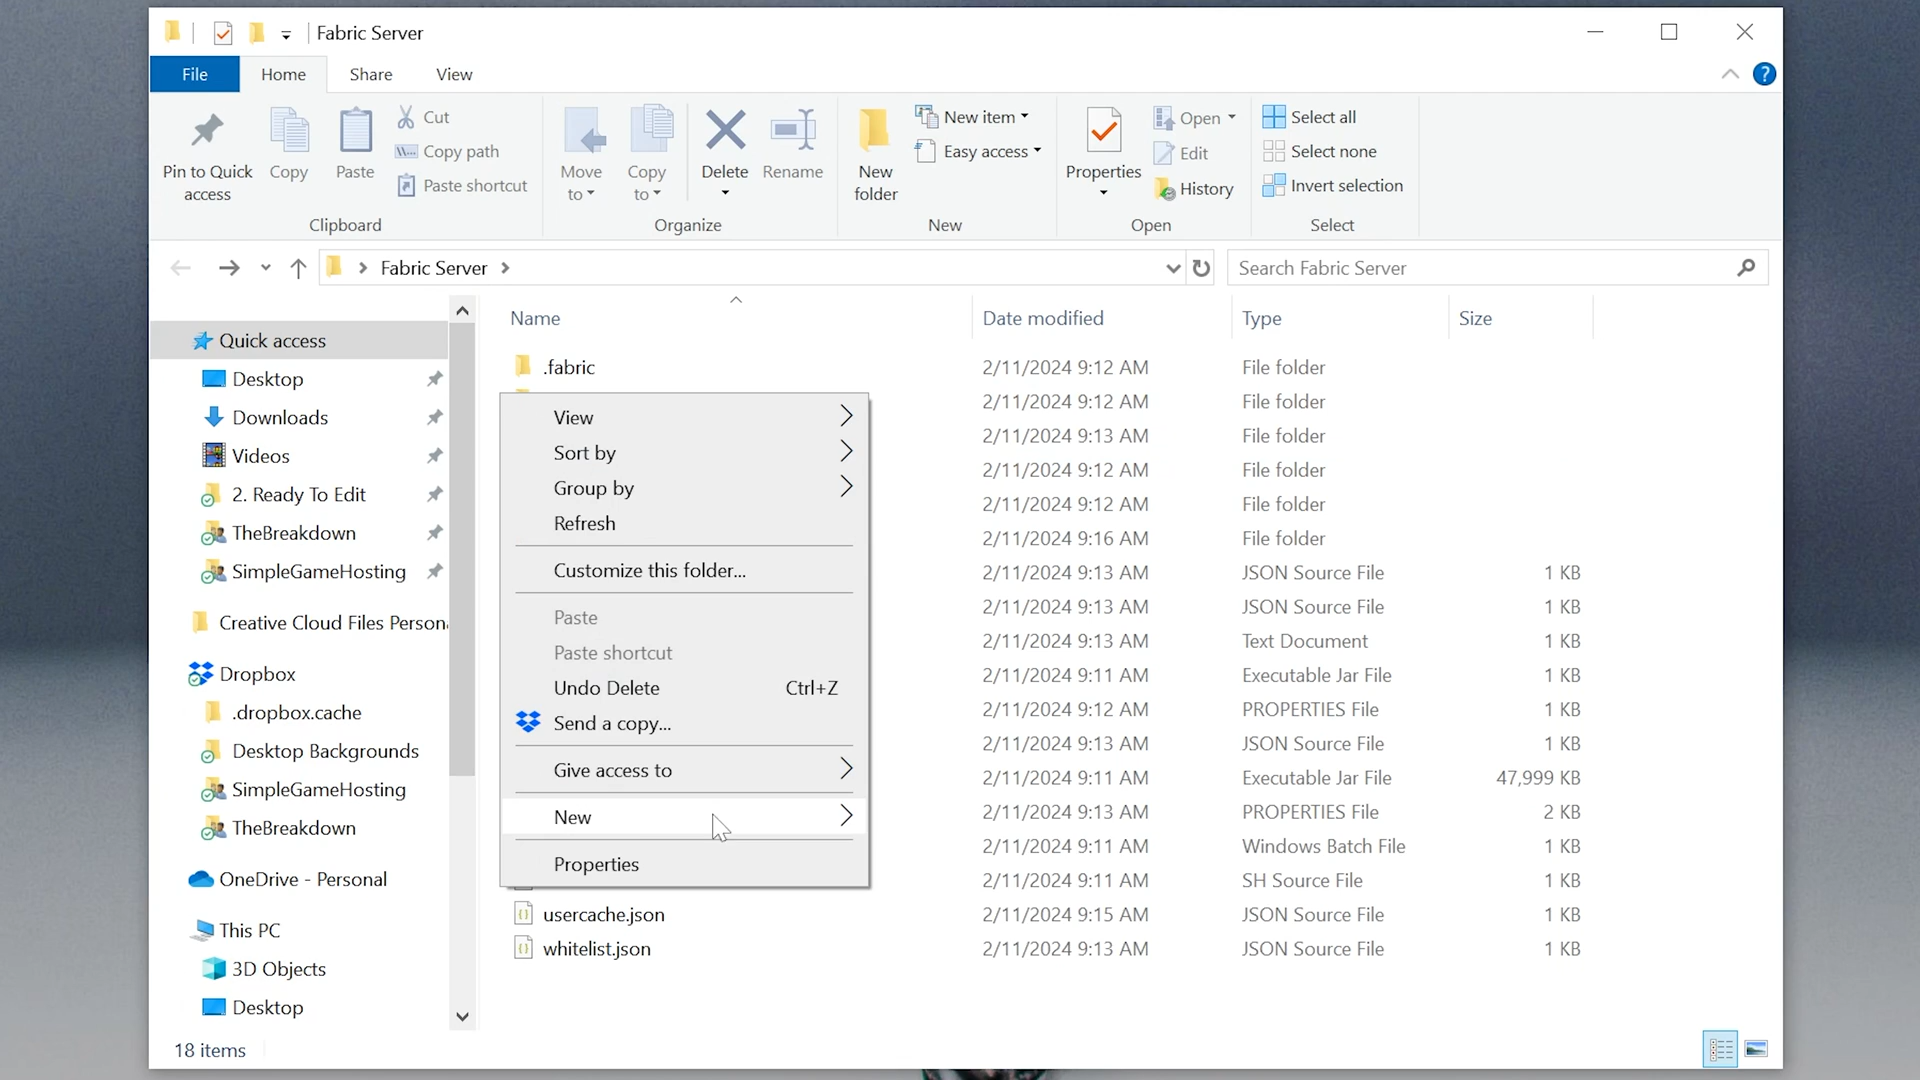 Fabric Server
File Home Share View
Pin to Quick access
Copy
Paste
Cut
Copy path
Paste shortcut
Clipboard
Move to
Copy to
Delete
Rename
Organize
New folder
New item
Easy access
New
Properties
Open
Edit
History
Open
Select all
Select none
Invert selection
Select
Fabric Server
Search Fabric Server
Quick access
Desktop
Downloads
Videos
2. Ready To Edit
TheBreakdown
SimpleGameHosting
Creative Cloud Files Person
Dropbox
.dropbox.cache
Desktop Backgrounds
SimpleGameHosting
TheBreakdown
OneDrive - Personal
This PC
3D Objects
Desktop
Name Date modified Type Size
.fabric 2/11/2024 9:12 AM File folder
2/11/2024 9:12 AM File folder
2/11/2024 9:13 AM File folder
2/11/2024 9:12 AM File folder
2/11/2024 9:12 AM File folder
2/11/2024 9:16 AM File folder
2/11/2024 9:13 AM JSON Source File 1 KB
2/11/2024 9:13 AM JSON Source File 1 KB
2/11/2024 9:13 AM Text Document 1 KB
2/11/2024 9:11 AM Executable Jar File 1 KB
2/11/2024 9:12 AM PROPERTIES File 1 KB
2/11/2024 9:13 AM JSON Source File 1 KB
2/11/2024 9:11 AM Executable Jar File 47,999 KB
2/11/2024 9:13 AM PROPERTIES File 2 KB
2/11/2024 9:11 AM Windows Batch File 1 KB
2/11/2024 9:11 AM SH Source File 1 KB
usercache.json 2/11/2024 9:15 AM JSON Source File 1 KB
whitelist.json 2/11/2024 9:13 AM JSON Source File 1 KB
View
Sort by
Group by
Refresh
Customize this folder...
Paste
Paste shortcut
Undo Delete Ctrl+Z
Send a copy...
Give access to
New
Properties
18 items